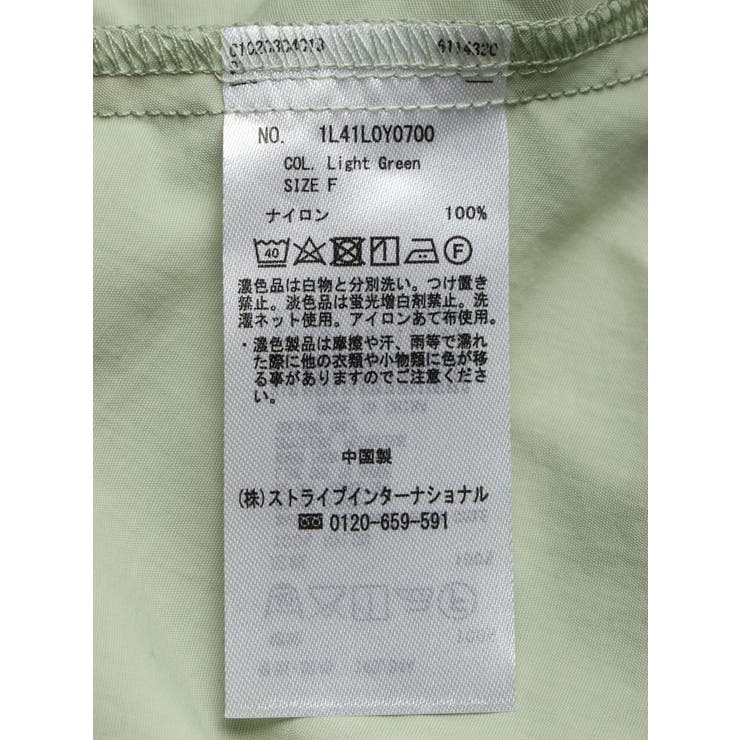 01020304013 6114320
NO. 1L41L0Y0700
COL. Light Green
SIZE F
ナイロン 100%
40 F
濃色品は白物と分別洗い。つけ置き
禁止。淡色品は蛍光増白剤禁止。洗
濯ネット使用。アイロンあて布使用。
・濃色製品は摩擦や汗、雨等で濡れ
た際に他の衣類や小物類に色が移
る事がありますのでご注意くださ
い。
中国製
(株)ストライプインターナショナル
0120-659-591